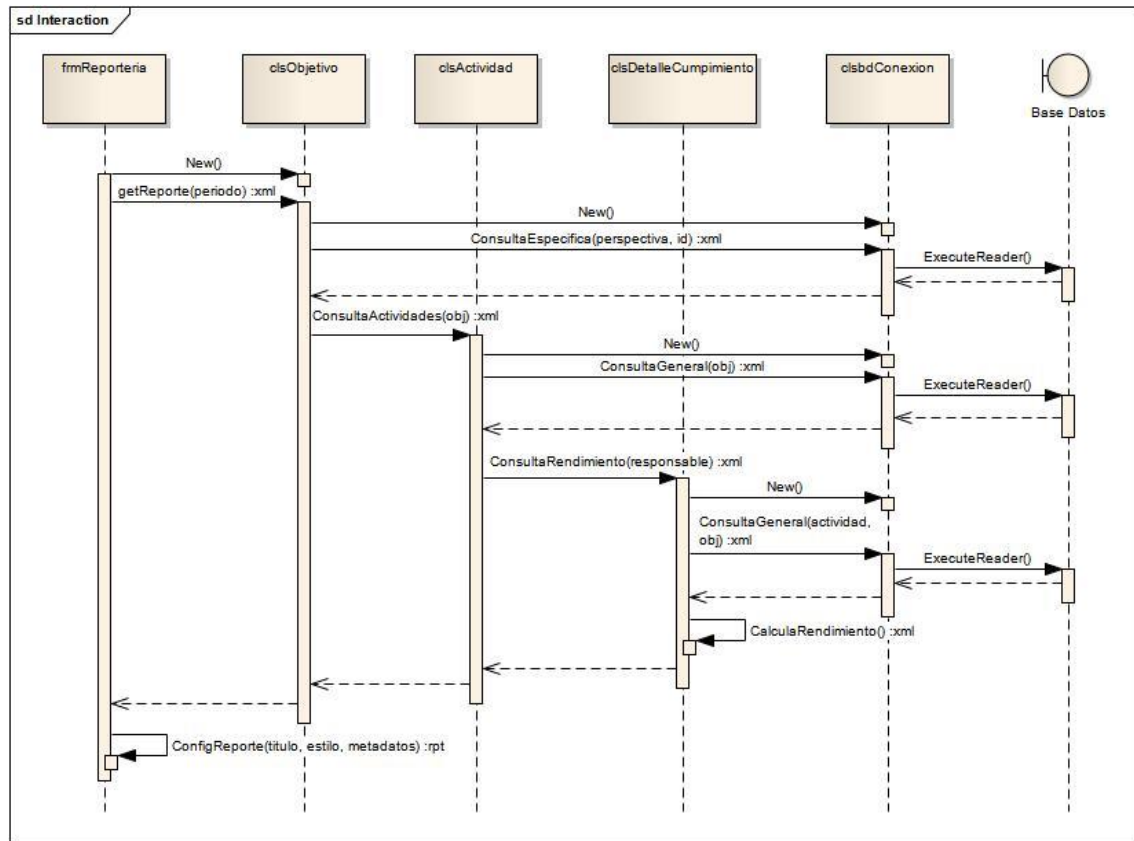 sd Interaction
frmReporteria
clsObjetivo
clsActividad
clsDetalleCumpimiento
clsbdConexion
Base Datos
New()
getReporte(periodo) :xml
New()
ConsultaEspecifica(perspectiva, id) :xml
ExecuteReader()
ConsultaActividades(obj) :xml
New()
ConsultaGeneral(obj) :xml
ExecuteReader()
ConsultaRendimiento(responsable) :xml
New()
ConsultaGeneral(actividad,
obj) :xml
ExecuteReader()
CalculaRendimiento() :xml
ConfigReporte(titulo, estilo, metadatos) :rpt